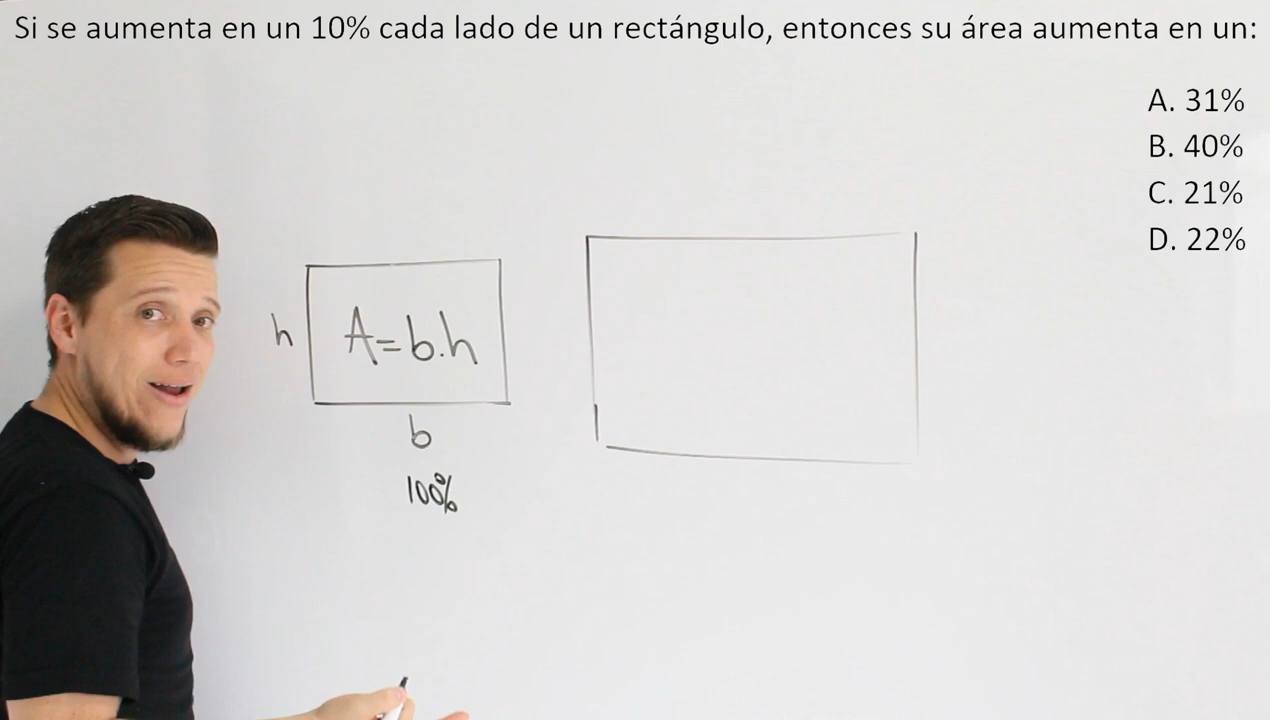 Si se aumenta en un 10% cada lado de un rectángulo, entonces su área aumenta en un:
A. 31%
B. 40%
C. 21%
D. 22%
h
A=b.h
b
100%